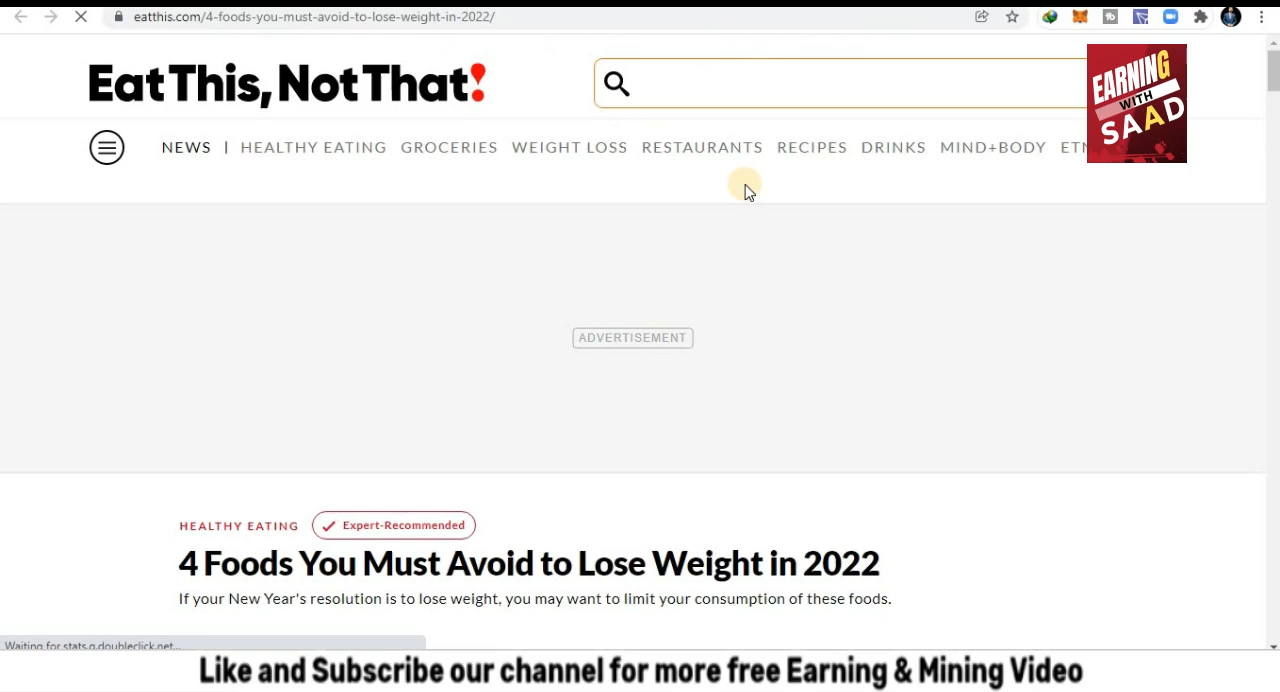 eatthis.com/4-foods-you-must-avoid-to-lose-weight-in-2022/
Eat This, Not That!
EARNING
WITH
SAAD
NEWS | HEALTHY EATING GROCERIES WEIGHT LOSS RESTAURANTS RECIPES DRINKS MIND+BODY ETN
ADVERTISEMENT
HEALTHY EATING Expert-Recommended
4 Foods You Must Avoid to Lose Weight in 2022
If your New Year's resolution is to lose weight, you may want to limit your consumption of these foods.
Waiting for stats.g.doubleclick.net...
Like and Subscribe our channel for more free Earning & Mining Video